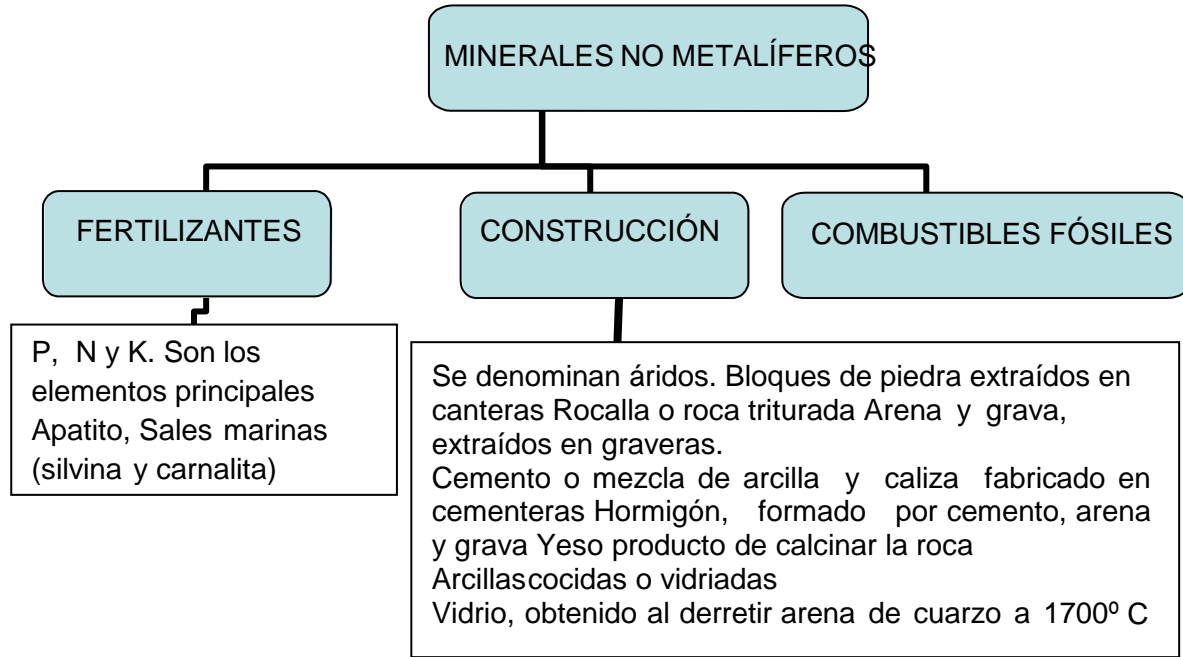 MINERALES NO METALÍFEROS
FERTILIZANTES
CONSTRUCCIÓN
COMBUSTIBLES FÓSILES
P, N y K. Son los
elementos principales
Apatito, Sales marinas
(silvina y carnalita)
Se denominan áridos. Bloques de piedra extraídos en
canteras Rocalla o roca triturada Arena y grava,
extraídos en graveras.
Cemento o mezcla de arcilla y caliza fabricado en
cementeras Hormigón, formado por cemento, arena
y grava Yeso producto de calcinar la roca
Arcillascocidas o vidriadas
Vidrio, obtenido al derretir arena de cuarzo a 1700º C